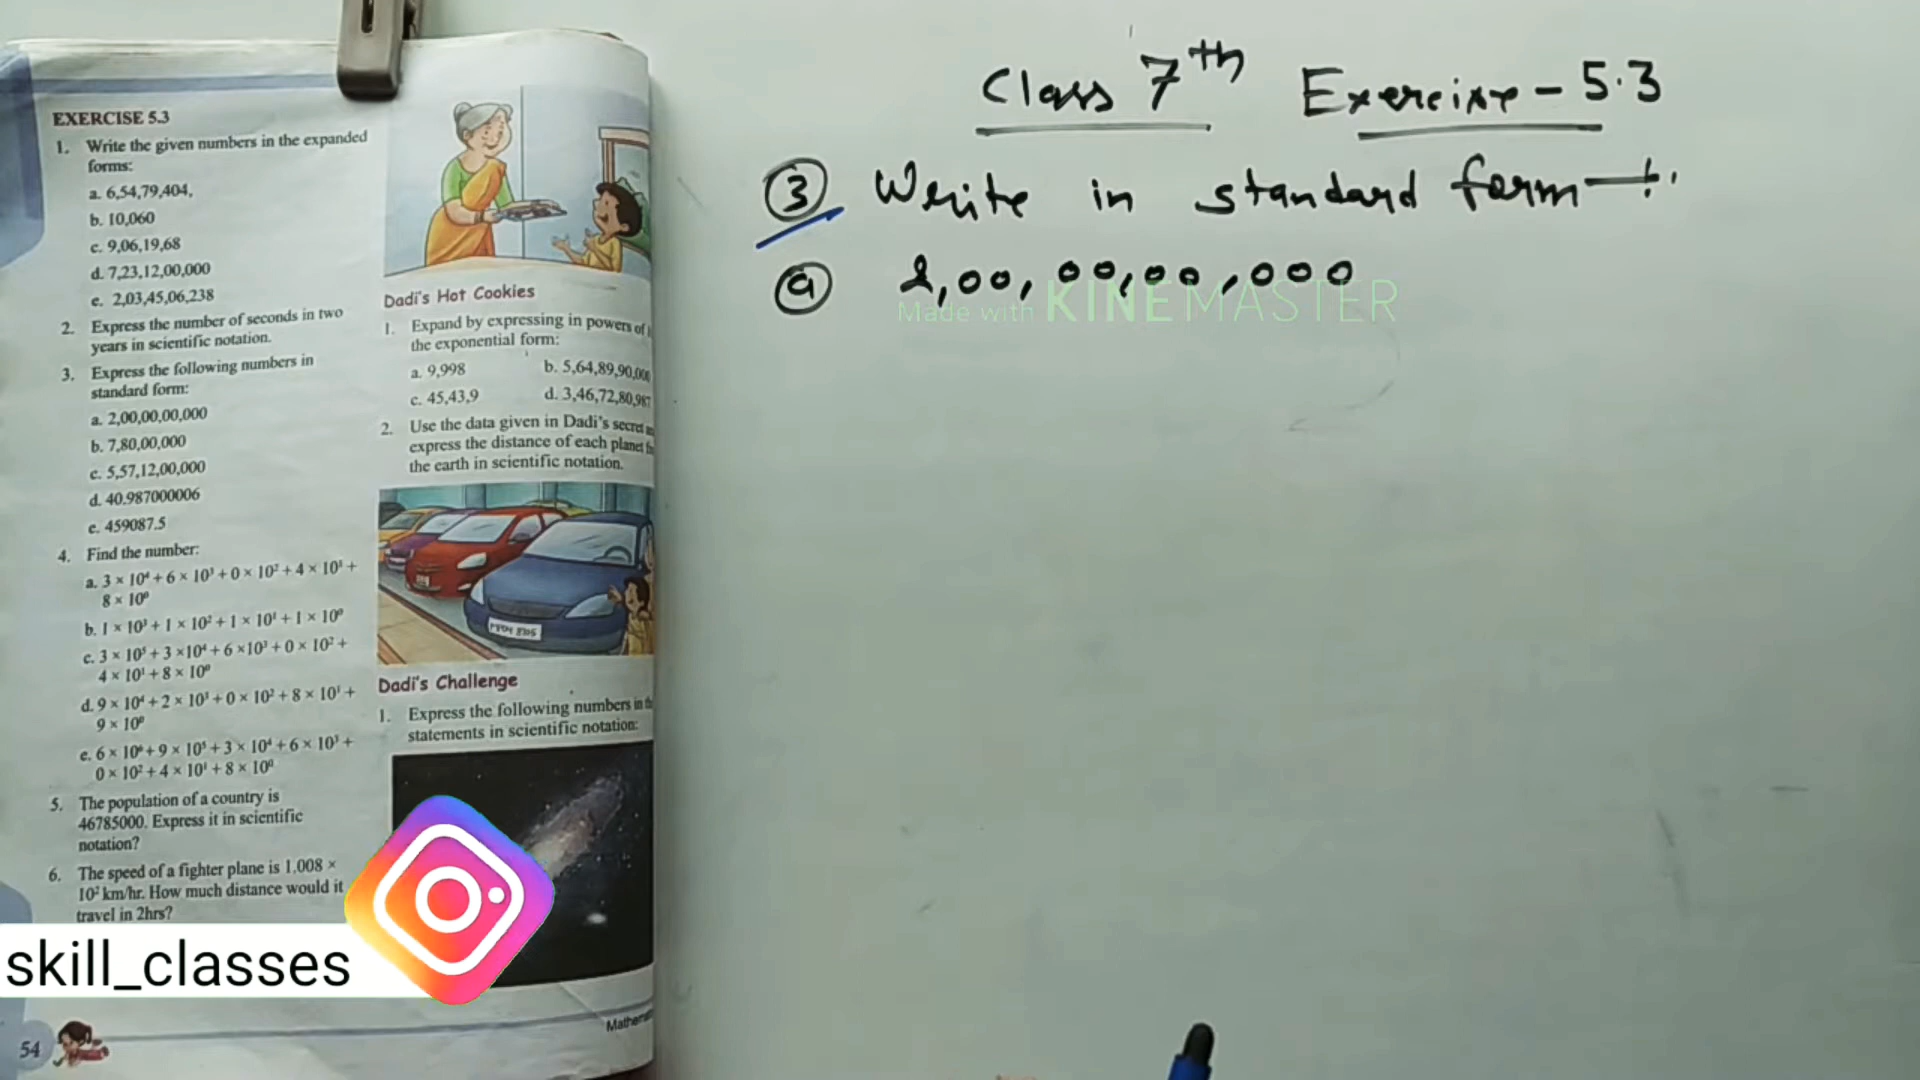 EXERCISE 5.3
1. Write the given numbers in the expanded
forms:
a. 6,54,79,404,
b. 10,060
c. 9,06,19,68
d. 7,23,12,00,000
e. 2,03,45,06,238
2. Express the number of seconds in two
years in scientific notation.
3. Express the following numbers in
standard form:
a. 2,00,00,00,000
b. 7,80,00,000
c. 5,57,12,00,000
d. 40.987000006
e. 459087.5
4. Find the number:
a. 3 × 10⁴ + 6 × 10³ + 0 × 10² + 4 × 10¹ +
8 × 10⁰
b. 1 × 10³ + 1 × 10² + 1 × 10¹ + 1 × 10⁰
c. 3 × 10⁵ + 3 × 10⁴ + 6 × 10³ + 0 × 10² +
4 × 10¹ + 8 × 10⁰
d. 9 × 10⁴ + 2 × 10³ + 0 × 10² + 8 × 10¹ +
9 × 10⁰
e. 6 × 10⁶ + 9 × 10⁵ + 3 × 10⁴ + 6 × 10³ +
0 × 10² + 4 × 10¹ + 8 × 10⁰
5. The population of a country is
46785000. Express it in scientific
notation?
6. The speed of a fighter plane is 1.008 ×
10² km/hr. How much distance would it
travel in 2hrs?
skill_classes
54
Dadi's Hot Cookies
1. Expand by expressing in powers of
the exponential form:
a. 9,998 b. 5,64,89,90,000
c. 45,43,9 d. 3,46,72,80,987
2. Use the data given in Dadi's secret
express the distance of each planet
the earth in scientific notation.
Dadi's Challenge
1. Express the following numbers in
statements in scientific notation:
Class 7th Exercise - 5.3
3 Write in standard form
a 2,00,00,00,000
Made with KINEMASTER